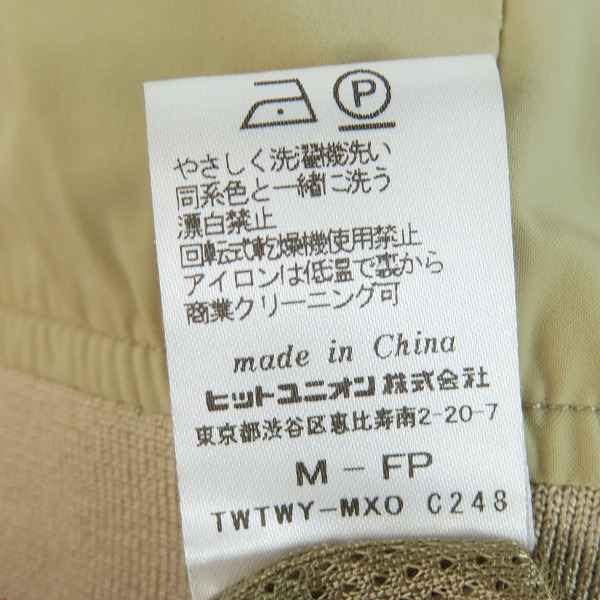 P
やさしく洗濯機洗い
同系色と一緒に洗う
漂白禁止
回転式乾燥機使用禁止
アイロンは低温で裏から
商業クリーニング可
made in China
ヒットユニオン株式会社
東京都渋谷区恵比寿南2-20-7
M-FP
TWTWY-MXO C248